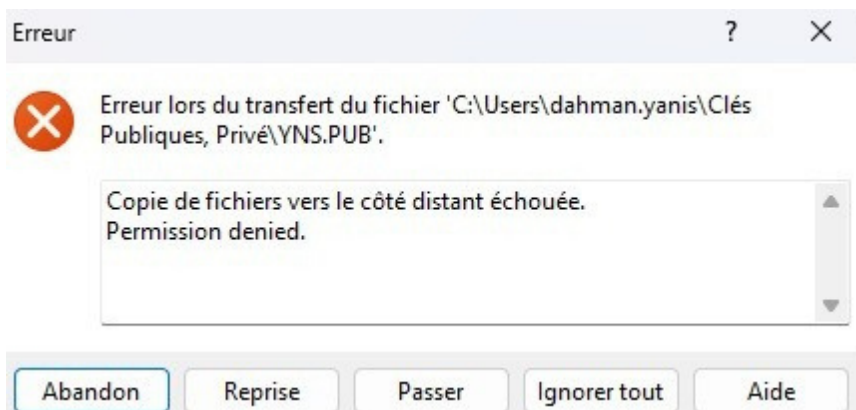 Erreur ?
Erreur lors du transfert du fichier 'C:\Users\dahman.yanis\Clés
Publiques, Privé\YNS.PUB'.
Copie de fichiers vers le côté distant échouée.
Permission denied.
Abandon Reprise Passer Ignorer tout Aide